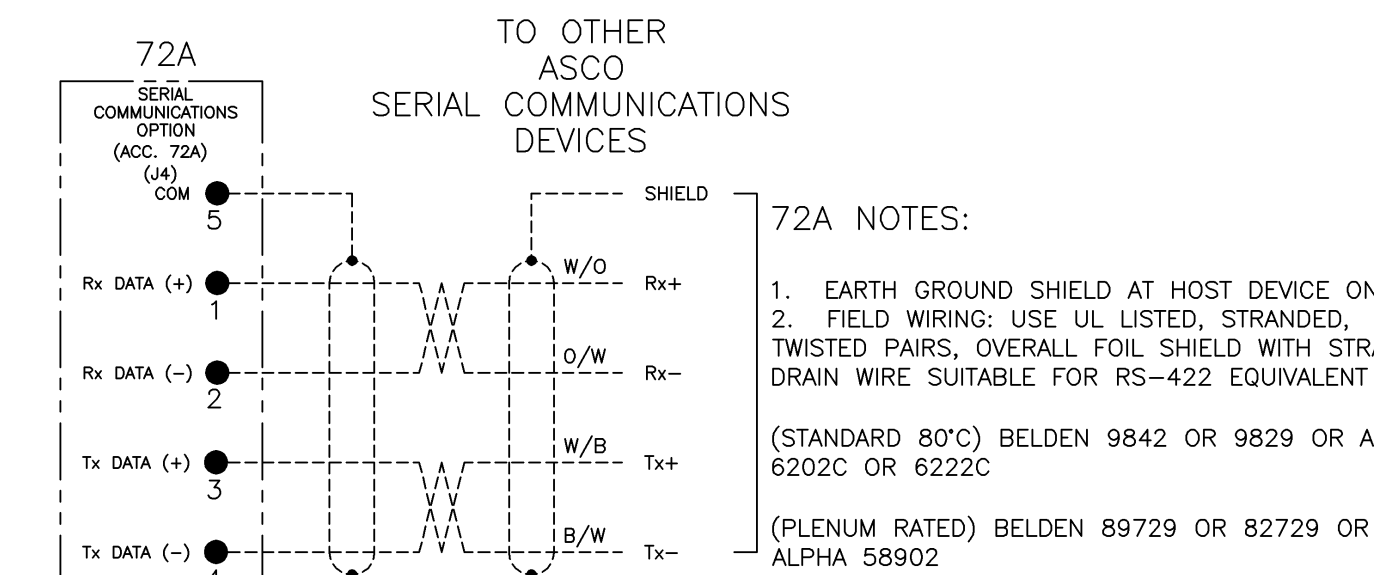 72A
SERIAL
COMMUNICATIONS
OPTION
(ACC. 72A)
(J4)
TO OTHER
ASCO
SERIAL COMMUNICATIONS
DEVICES
COM
5
SHIELD
Rx DATA (+)
1
W/O
Rx+
Rx DATA (-)
2
O/W
Rx-
Tx DATA (+)
3
W/B
Tx+
Tx DATA (-)
B/W
Tx-
72A NOTES:
1. EARTH GROUND SHIELD AT HOST DEVICE
2. FIELD WIRING: USE UL LISTED, STRANDED,
TWISTED PAIRS, OVERALL FOIL SHIELD WITH
DRAIN WIRE SUITABLE FOR RS-422 EQUIVALENT
(STANDARD 80°C) BELDEN 9842 OR 9829 OR
6202C OR 6222C
(PLENUM RATED) BELDEN 89729 OR 82729 OR
ALPHA 58902